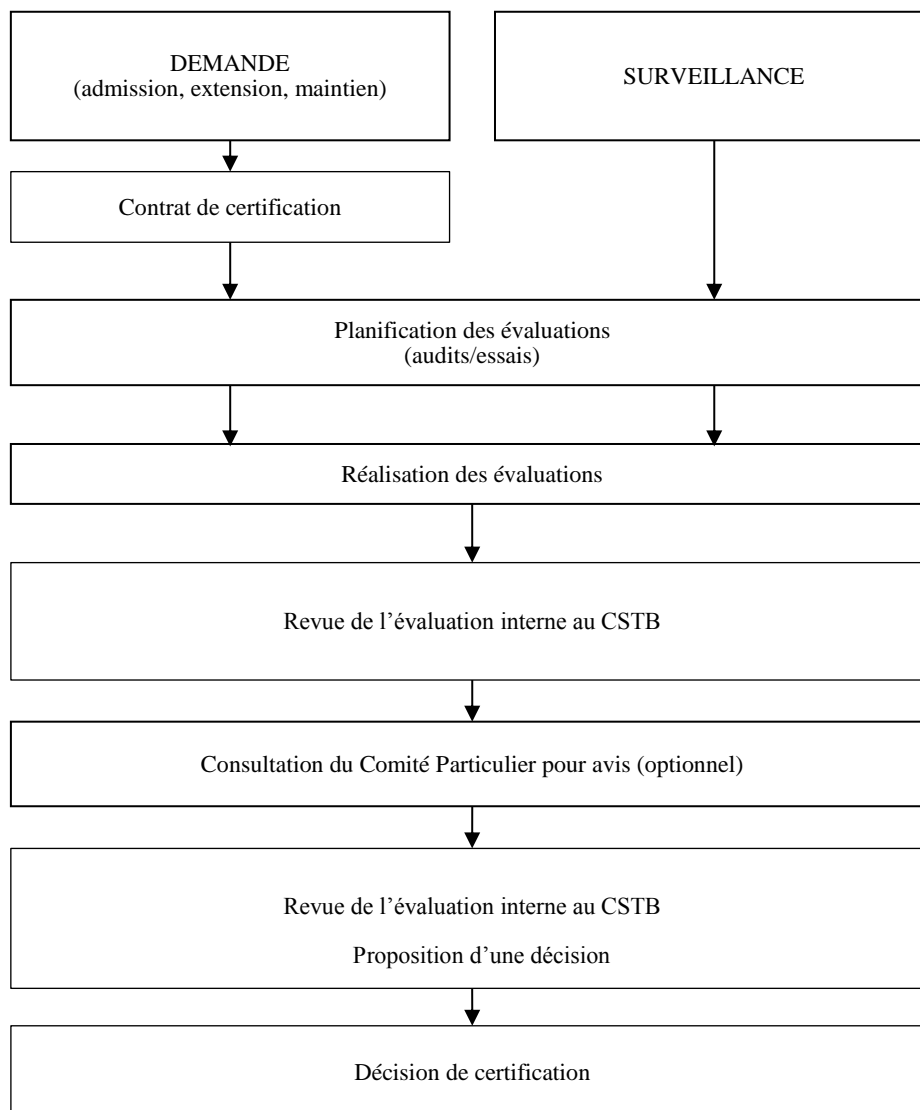 DEMANDE
(admission, extension, maintien)
SURVEILLANCE
Contrat de certification
Planification des évaluations
(audits/essais)
Réalisation des évaluations
Revue de l’évaluation interne au CSTB
Consultation du Comité Particulier pour avis (optionnel)
Revue de l’évaluation interne au CSTB
Proposition d’une décision
Décision de certification